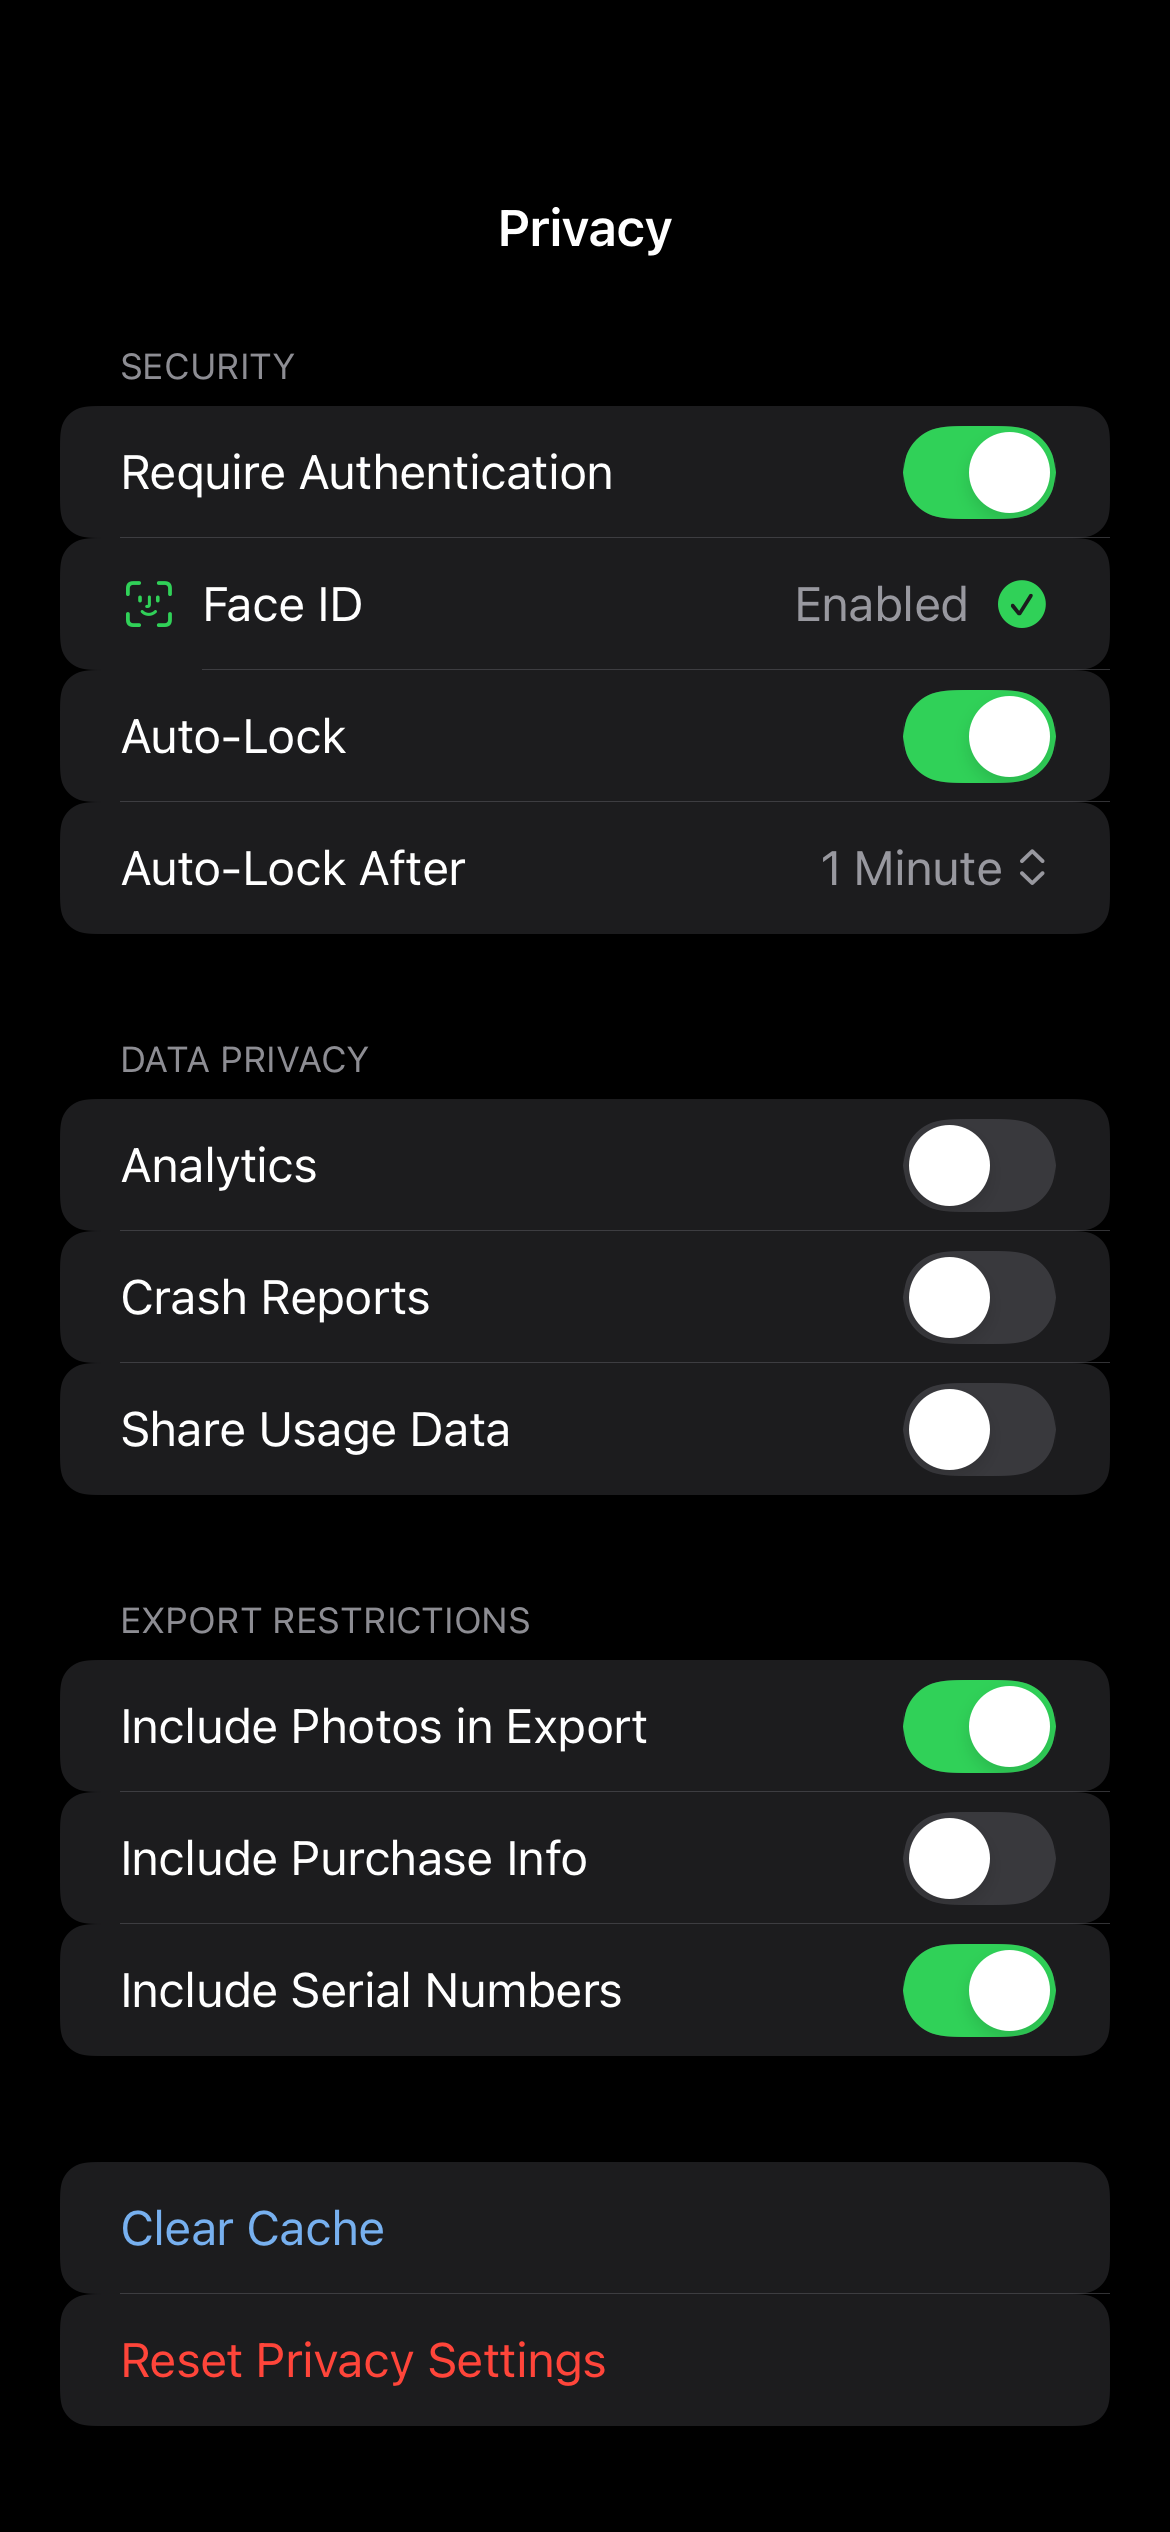 Privacy
SECURITY
Require Authentication
Face ID Enabled
Auto-Lock
Auto-Lock After 1 Minute
DATA PRIVACY
Analytics
Crash Reports
Share Usage Data
EXPORT RESTRICTIONS
Include Photos in Export
Include Purchase Info
Include Serial Numbers
Clear Cache
Reset Privacy Settings